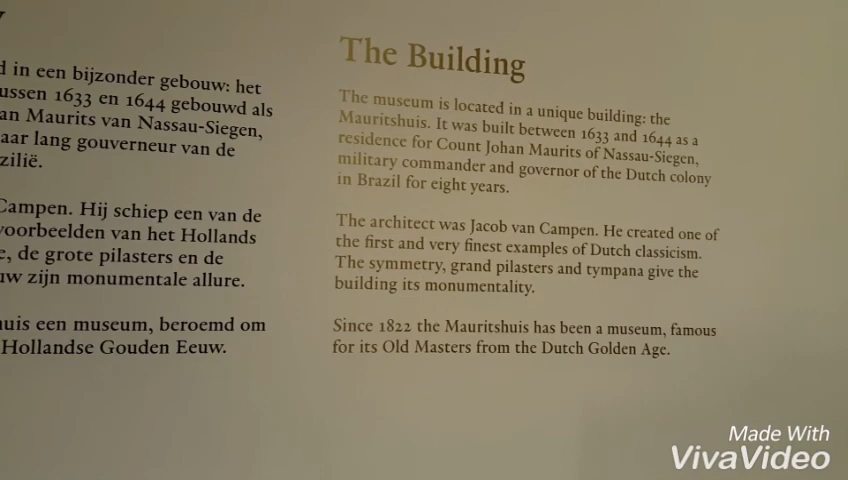 in een bijzonder gebouw: het
1633 en 1644 gebouwd als
Maurits van Nassau-Siegen,
lang gouverneur van de
Campen. Hij schiep een van de
voorbeelden van het Hollands
de grote pilasters en de
zijn monumentale allure.
een museum, beroemd om
Hollandse Gouden Eeuw.
The Building
The museum is located in a unique building: the
Mauritshuis. It was built between 1633 and 1644 as a
residence for Count Johan Maurits of Nassau-Siegen,
military commander and governor of the Dutch colony
in Brazil for eight years.
The architect was Jacob van Campen. He created one of
the first and very finest examples of Dutch classicism.
The symmetry, grand pilasters and tympana give the
building its monumentality.
Since 1822 the Mauritshuis has been a museum, famous
for its Old Masters from the Dutch Golden Age.
Made With
VivaVideo